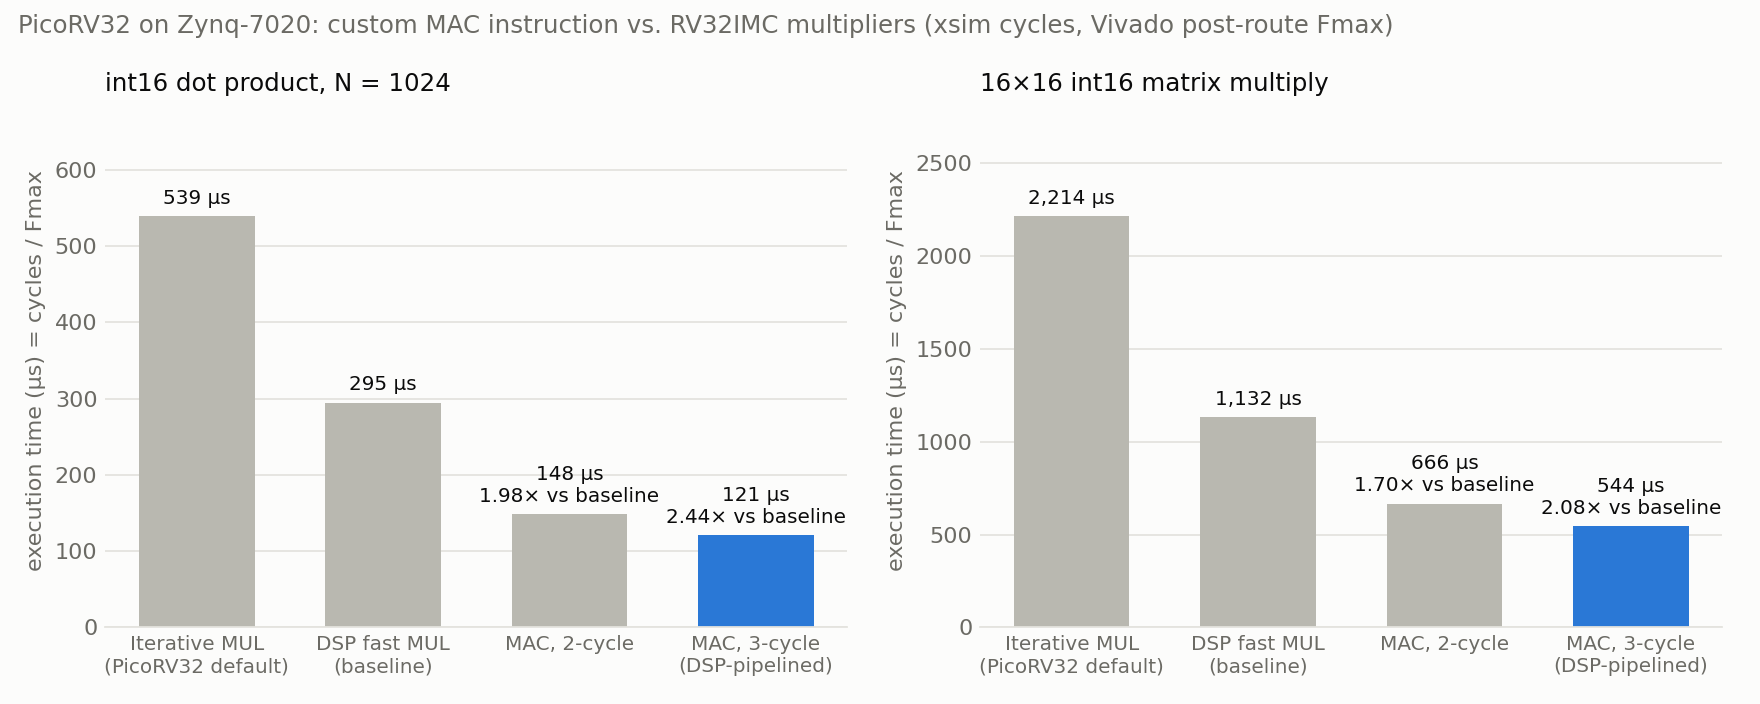 PicoRV32 on Zynq-7020: custom MAC instruction vs. RV32IMC multipliers (xsim cycles, Vivado post-route Fmax)
int16 dot product, N = 1024
execution time (µs) = cycles / Fmax
600
500
400
300
200
100
0
539 µs
295 µs
148 µs
1.98× vs baseline
121 µs
2.44× vs baseline
Iterative MUL
(PicoRV32 default)
DSP fast MUL
(baseline)
MAC, 2-cycle
MAC, 3-cycle
(DSP-pipelined)
16×16 int16 matrix multiply
execution time (µs) = cycles / Fmax
2500
2000
1500
1000
500
0
2,214 µs
1,132 µs
666 µs
1.70× vs baseline
544 µs
2.08× vs baseline
Iterative MUL
(PicoRV32 default)
DSP fast MUL
(baseline)
MAC, 2-cycle
MAC, 3-cycle
(DSP-pipelined)